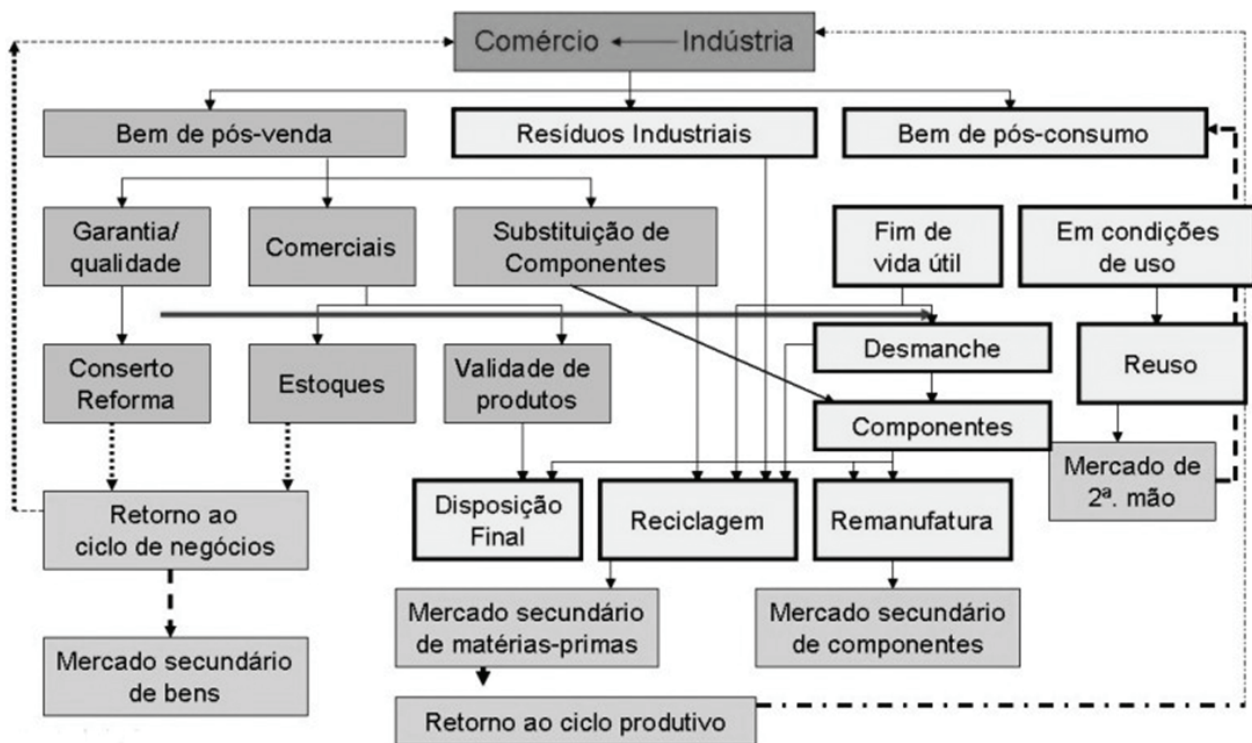 Comércio Indústria
Bem de pós-venda
Resíduos Industriais
Bem de pós-consumo
Garantia/
qualidade
Comerciais
Substituição de
Componentes
Fim de
vida útil
Em condições
de uso
Conserto
Reforma
Estoques
Validade de
produtos
Desmanche
Reuso
Componentes
Retorno ao
ciclo de negócios
Disposição
Final
Reciclagem
Remanufatura
Mercado de
2ª. mão
Mercado secundário
de bens
Mercado secundário
de matérias-primas
Mercado secundário
de componentes
Retorno ao ciclo produtivo